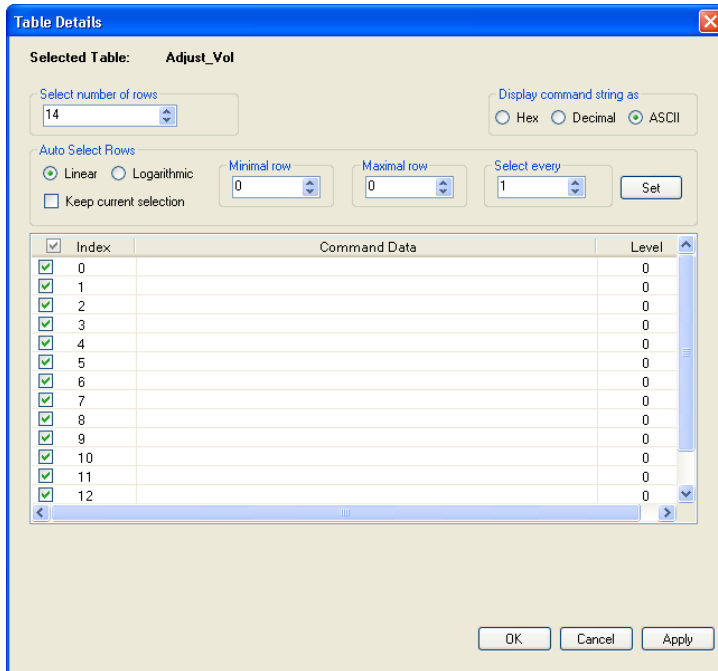 Table Details
Selected Table: Adjust_Vol
Select number of rows
14
Display command string as
Hex Decimal ASCII
Auto Select Rows
Linear Logarithmic
Keep current selection
Minimal row
0
Maximal row
0
Select every
1
Set
Index Command Data Level
0 0
1 0
2 0
3 0
4 0
5 0
6 0
7 0
8 0
9 0
10 0
11 0
12 0
OK Cancel Apply